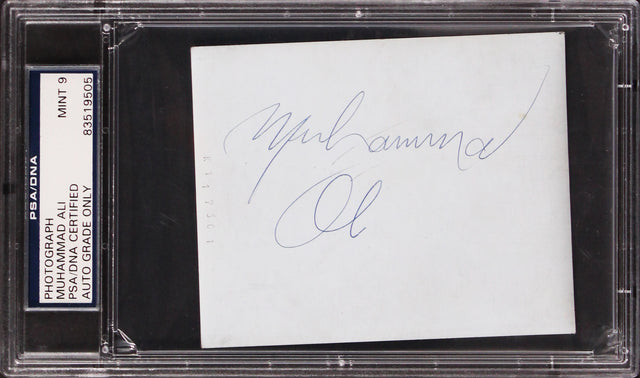 PSA/DNA
PHOTOGRAPH
MUHAMMAD ALI
PSA/DNA CERTIFIED
AUTO GRADE ONLY
MINT 9
83519505
Muhammad
Ali